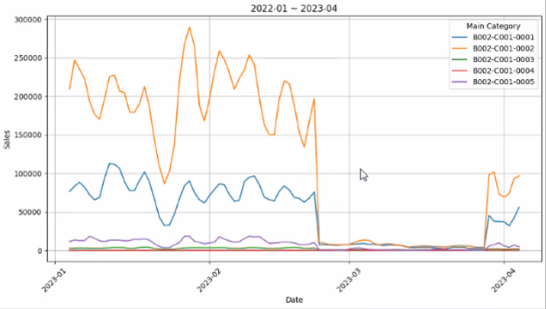 2022-01 ~ 2023-04
300000
250000
200000
150000
100000
50000
0
Sales
Main Category
B002-C001-0001
B002-C001-0002
B002-C001-0003
B002-C001-0004
B002-C001-0005
2023-01
2023-02
2023-03
2023-04
Date